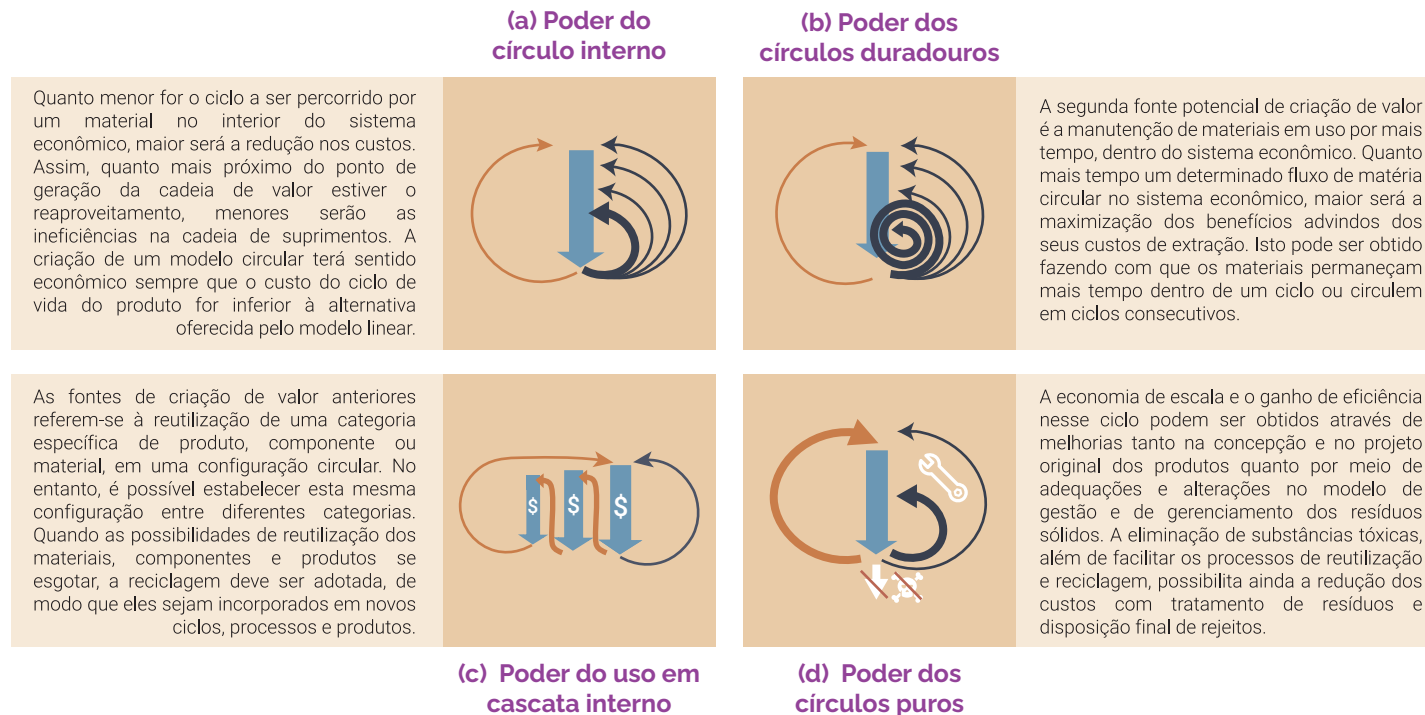 (a) Poder do
círculo interno
(b) Poder dos
círculos duradouros
Quanto menor for o ciclo a ser percorrido por
um material no interior do sistema
econômico, maior será a redução nos custos.
Assim, quanto mais próximo do ponto de
geração da cadeia de valor estiver o
reaproveitamento, menores serão as
ineficiências na cadeia de suprimentos. A
criação de um modelo circular terá sentido
econômico sempre que o custo do ciclo de
vida do produto for inferior à alternativa
oferecida pelo modelo linear.
A segunda fonte potencial de criação de valor
é a manutenção de materiais em uso por mais
tempo, dentro do sistema econômico. Quanto
mais tempo um determinado fluxo de matéria
circular no sistema econômico, maior será a
maximização dos benefícios advindos dos
seus custos de extração. Isto pode ser obtido
fazendo com que os materiais permaneçam
mais tempo dentro de um ciclo ou circulem
em ciclos consecutivos.
As fontes de criação de valor anteriores
referem-se à reutilização de uma categoria
específica de produto, componente ou
material, em uma configuração circular. No
entanto, é possível estabelecer esta mesma
configuração entre diferentes categorias.
Quando as possibilidades de reutilização dos
materiais, componentes e produtos se
esgotar, a reciclagem deve ser adotada, de
modo que eles sejam incorporados em novos
ciclos, processos e produtos.
$ $ $
A economia de escala e o ganho de eficiência
nesse ciclo podem ser obtidos através de
melhorias tanto na concepção e no projeto
original dos produtos quanto por meio de
adequações e alterações no modelo de
gestão e de gerenciamento dos resíduos
sólidos. A eliminação de substâncias tóxicas,
além de facilitar os processos de reutilização
e reciclagem, possibilita ainda a redução dos
custos com tratamento de resíduos e
disposição final de rejeitos.
(c) Poder do uso em
cascata interno
(d) Poder dos
círculos puros